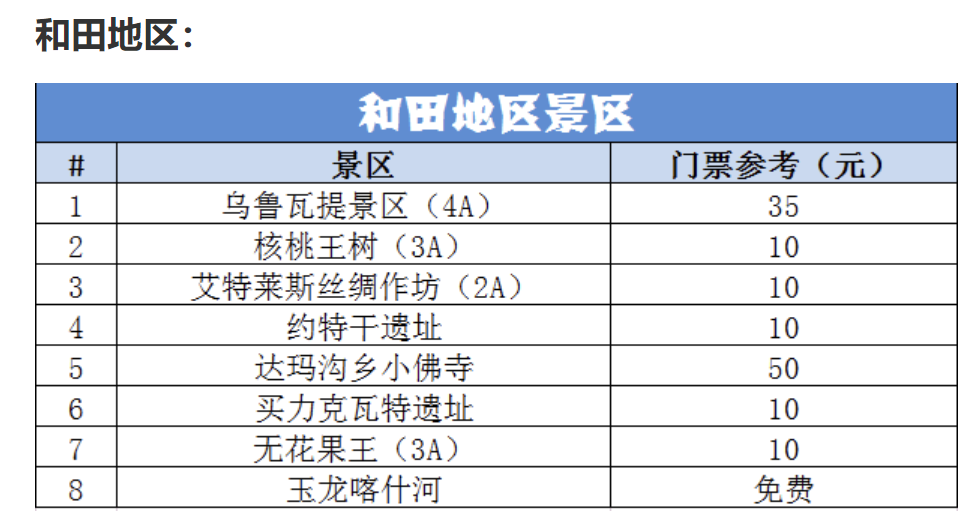 和田地区：
和田地区景区
# 景区 门票参考（元）
1 乌鲁瓦提景区（4A） 35
2 核桃王树（3A） 10
3 艾特莱斯丝绸作坊（2A） 10
4 约特干遗址 10
5 达玛沟乡小佛寺 50
6 买力克瓦特遗址 10
7 无花果王（3A） 10
8 玉龙喀什河 免费